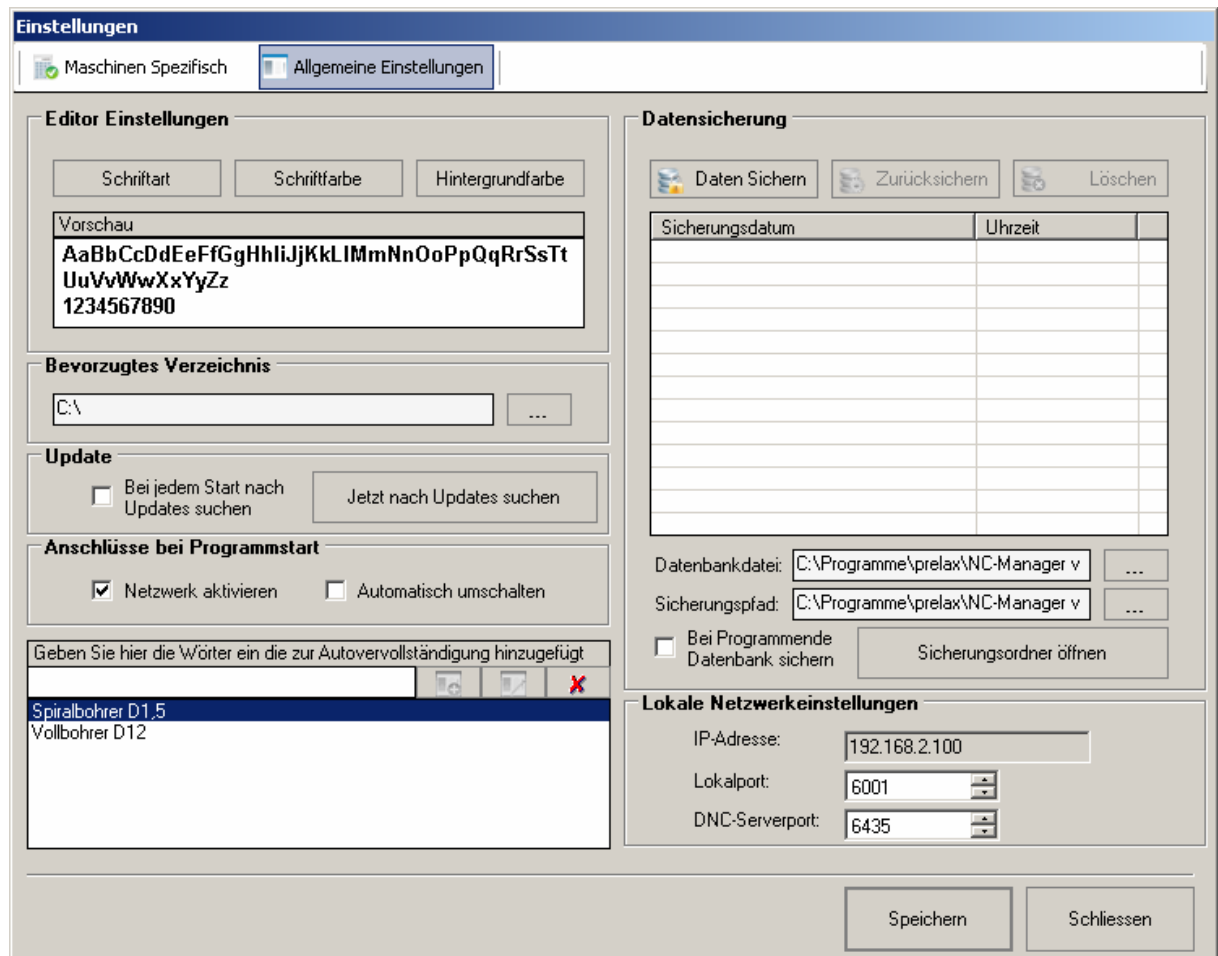 Einstellungen
Maschinen Spezifisch
Allgemeine Einstellungen
Editor Einstellungen
Schriftart
Schriftfarbe
Hintergrundfarbe
Vorschau
AaBbCcDdEeFfGgHhIiJjKkLlMmNnOoPpQqRrSsTt
UuVvWwXxYyZz
1234567890
Bevorzugtes Verzeichnis
C:\
...
Update
Bei jedem Start nach
Updates suchen
Jetzt nach Updates suchen
Anschlüsse bei Programmstart
Netzwerk aktivieren
Automatisch umschalten
Geben Sie hier die Wörter ein die zur Autovervollständigung hinzugefügt
Spiralbohrer D1,5
Vollbohrer D12
Datensicherung
Daten Sichern
Zurücksichern
Löschen
Sicherungsdatum
Uhrzeit
Datenbankdatei:
C:\Programme\prelax\NC-Manager v
...
Sicherungspfad:
C:\Programme\prelax\NC-Manager v
...
Bei Programmende
Datenbank sichern
Sicherungsordner öffnen
Lokale Netzwerkeinstellungen
IP-Adresse:
192.168.2.100
Lokalport:
6001
DNC-Serverport:
6435
Speichern
Schliessen